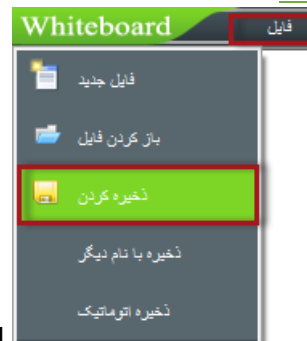 Whiteboard
فایل
فایل جدید
باز کردن فایل
ذخیره کردن
ذخیره با نام دیگر
ذخیره اتوماتیک